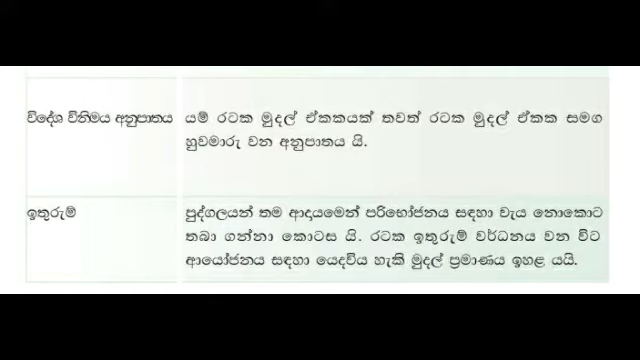 විදේශ විනිමය අනුපාතය යම් රටක මුදල් ඒකකයක් තවත් රටක මුදල් ඒකක සමග
හුවමාරු වන අනුපාතය යි.
ඉතුරුම් පුද්ගලයන් තම ආදායමෙන් පරිභෝජනය සඳහා වැය නොකොට
තබා ගන්නා කොටස යි. රටක ඉතුරුම් වර්ධනය වන විට
ආයෝජනය සඳහා යෙදවිය හැකි මුදල් ප්‍රමාණය ඉහළ යයි.